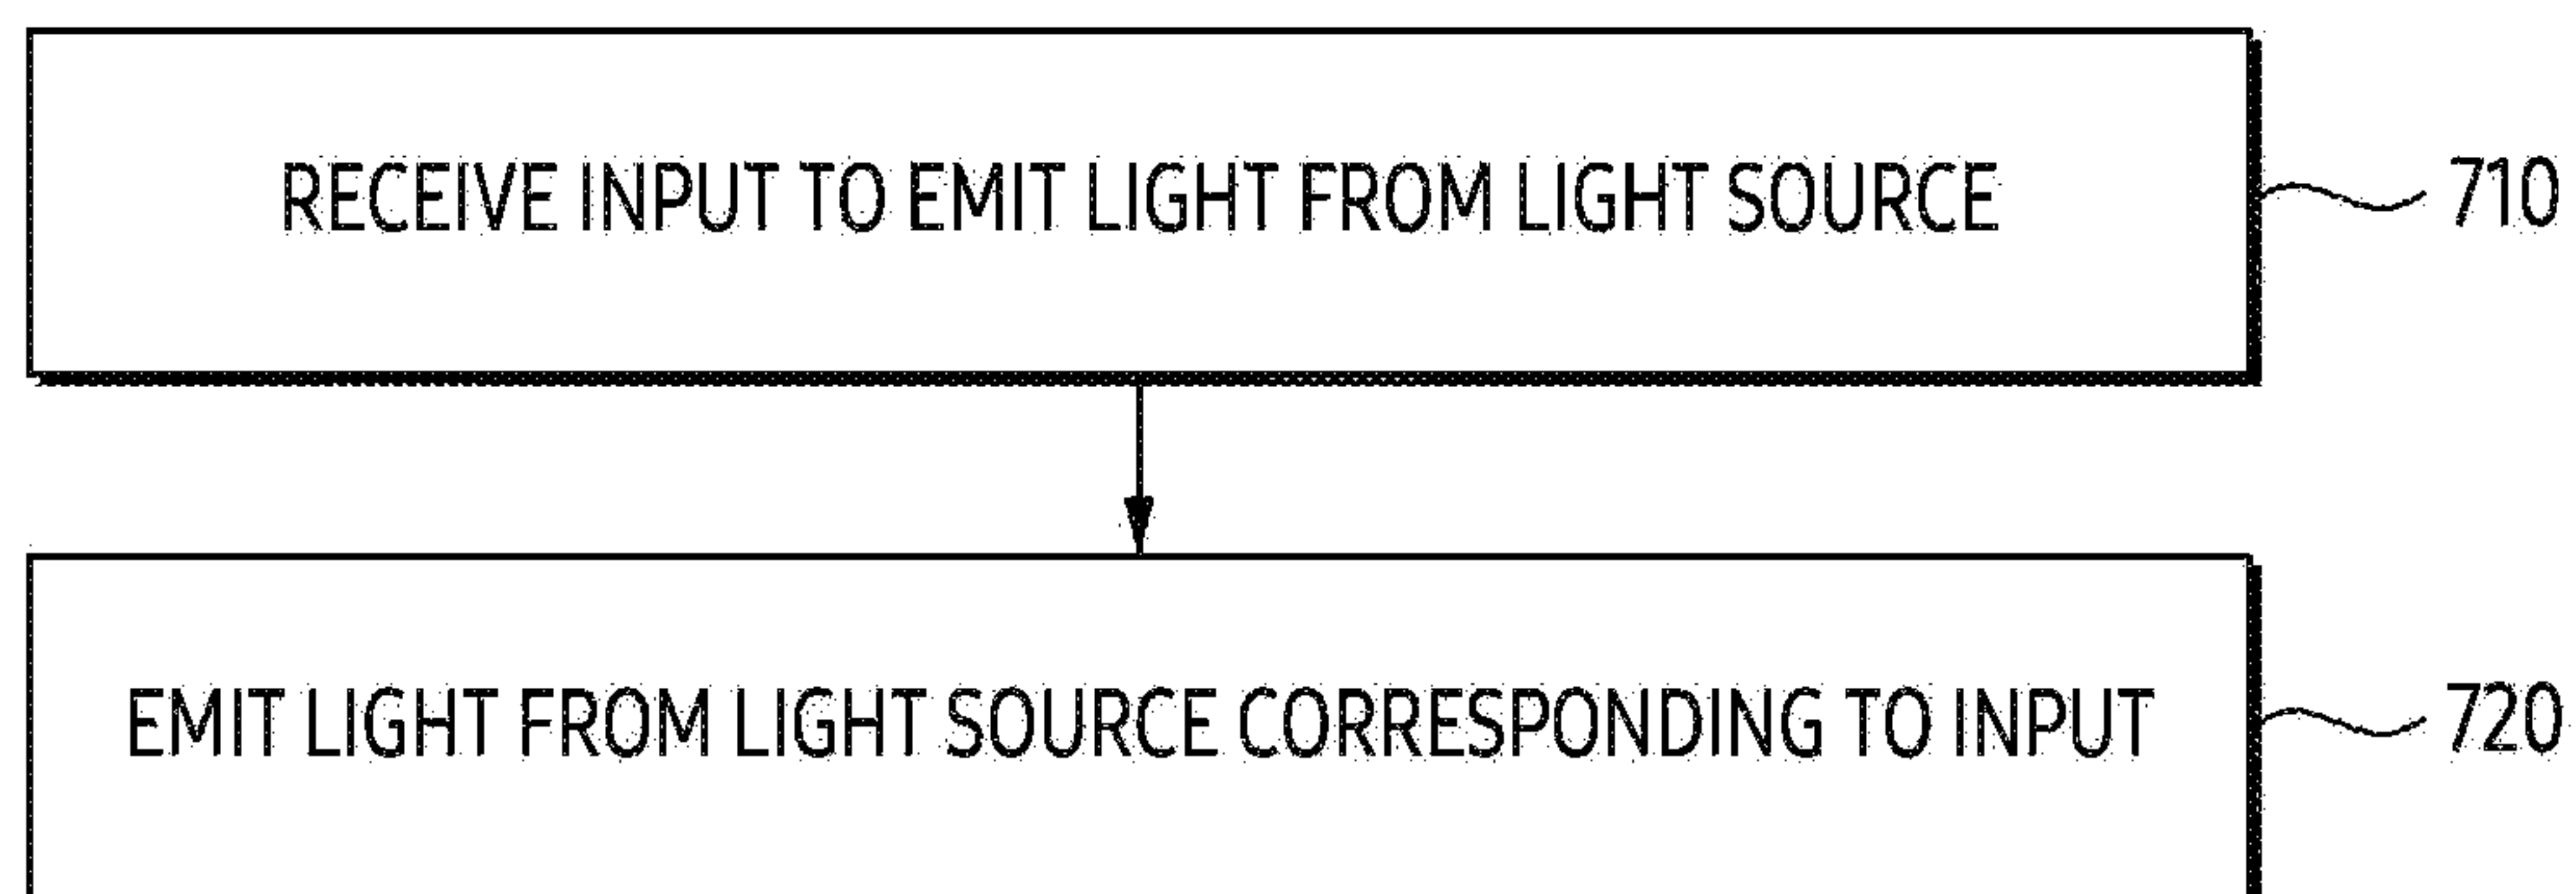 RECEIVE INPUT TO EMIT LIGHT FROM LIGHT SOURCE
710
EMIT LIGHT FROM LIGHT SOURCE CORRESPONDING TO INPUT
720